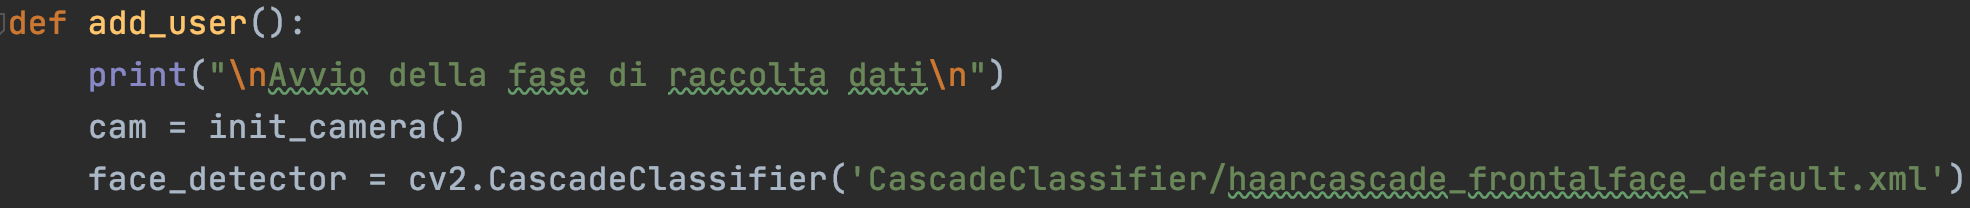 def add_user():
    print("\nAvvio della fase di raccolta dati\n")
    cam = init_camera()
    face_detector = cv2.CascadeClassifier('CascadeClassifier/haarcascade_frontalface_default.xml')